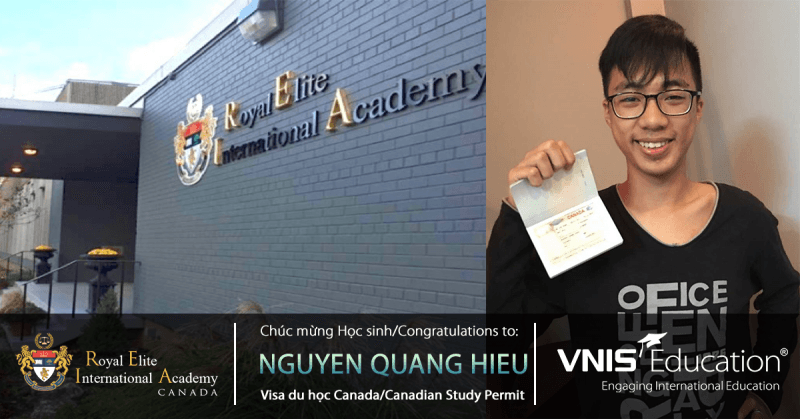 Royal Elite
International Academy
CANADA
OFFICE
Chúc mừng Học sinh/Congratulations to:
NGUYEN QUANG HIEU
Visa du học Canada/Canadian Study Permit
Royal Elite
International Academy
CANADA
VNIS Education®
Engaging International Education